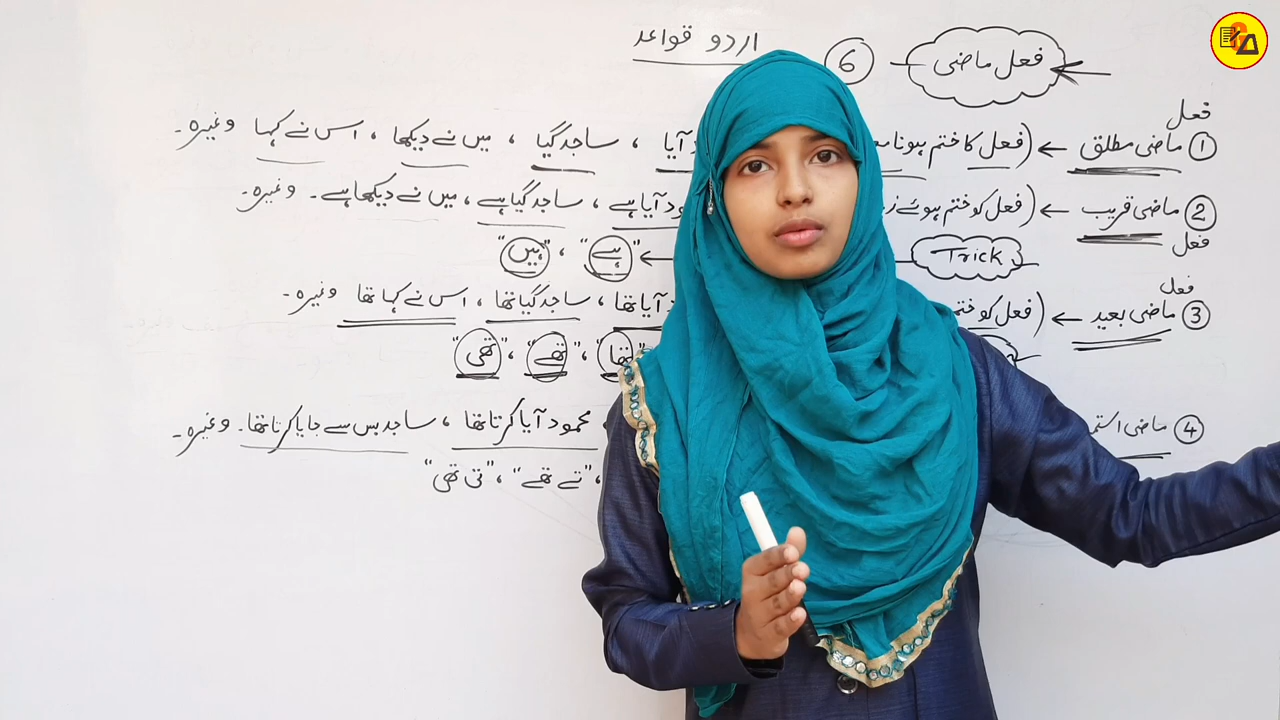 اردو قواعد
6 فعل ماضی
فعل
1 ماضی مطلق ← (فعل کا ختم ہونا آیا ، ساجد گیا ، میں نے دیکھا ، اس نے کہا وغیرہ۔
2 ماضی قریب ← (فعل کو ختم ہوئے آیا ہے ، ساجد گیا ہے ، میں نے دیکھا ہے۔ وغیرہ۔
فعل
Trick ← "ہے" ، "ہیں"
فعل
3 ماضی بعید ← (فعل کو آیا تھا ، ساجد گیا تھا ، اس نے کہا تھا وغیرہ۔
"تھا" ، "تھے" ، "تھی"
4 ماضی ، محمود آیا کرتا تھا ، ساجد بس سے جایا کرتا تھا۔ وغیرہ۔
، "تے تھے" ، "تی تھی"